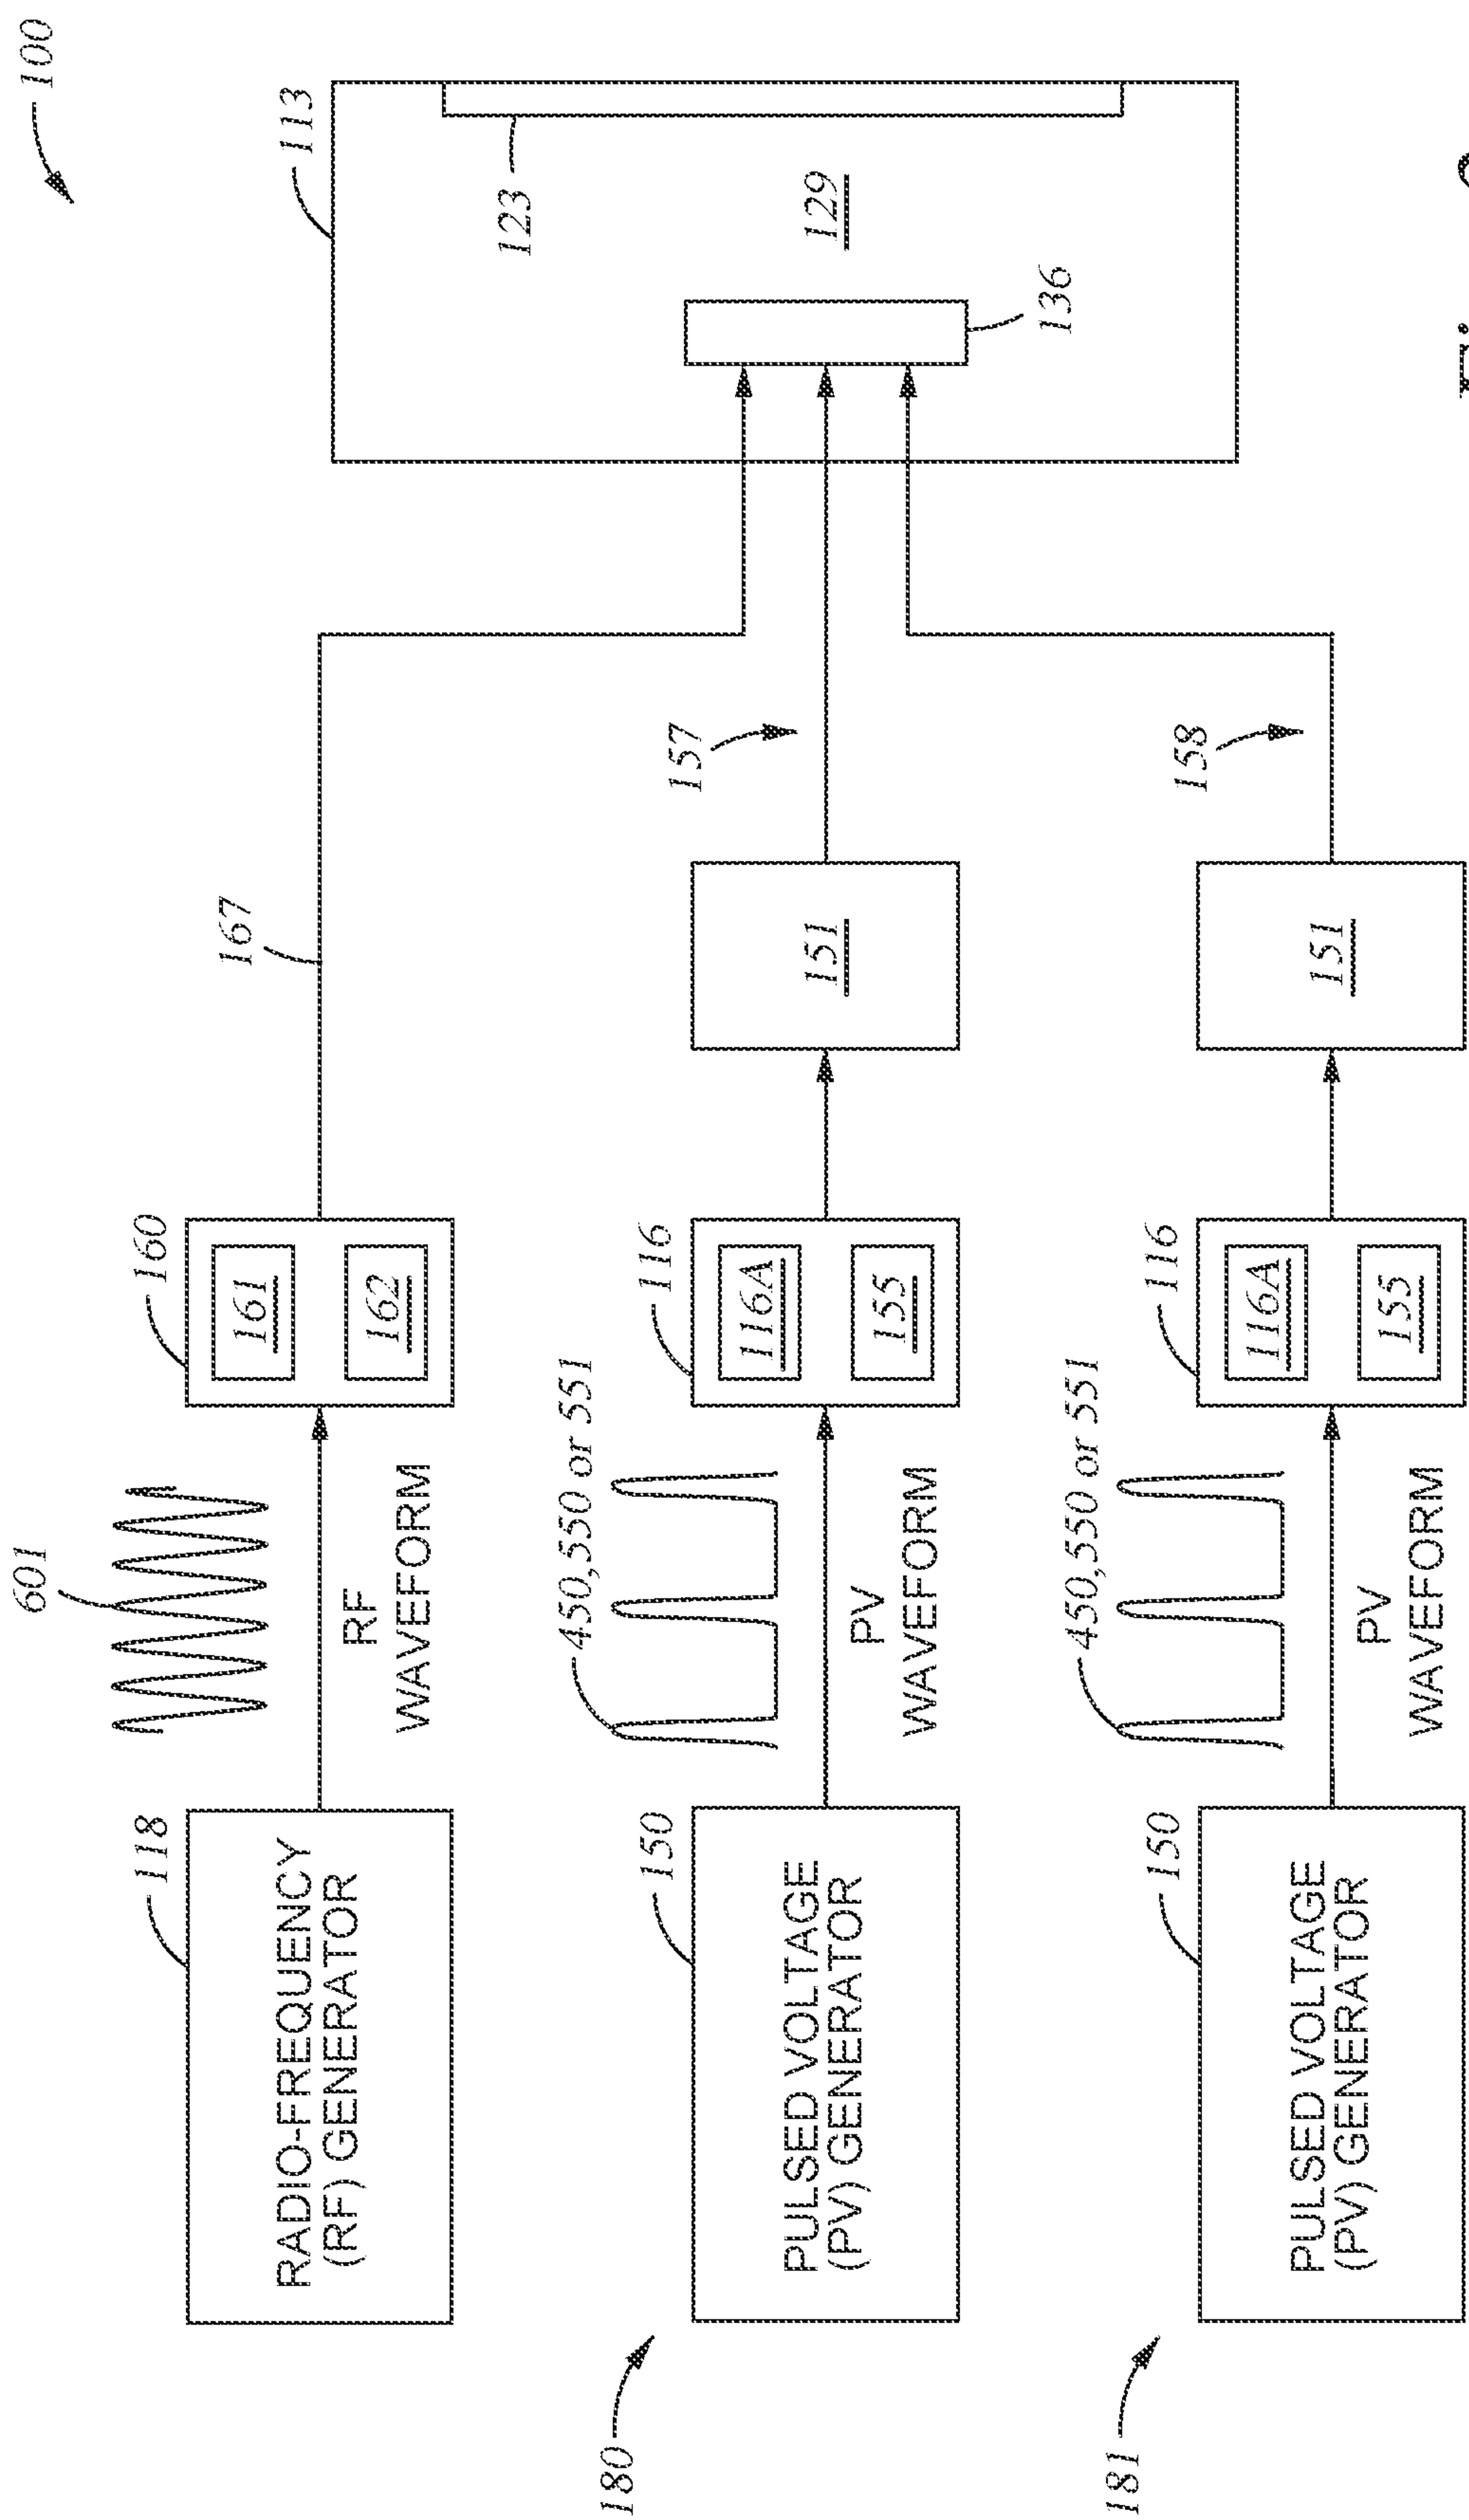 100
113
123
129
136
167
157
158
151
151
160
161
162
116
116A
155
116
116A
155
601
RF
WAVEFORM
450,550 or 551
PV
WAVEFORM
450,550 or 551
PV
WAVEFORM
118
RADIO-FREQUENCY
(RF) GENERATOR
150
PULSED VOLTAGE
(PV) GENERATOR
150
PULSED VOLTAGE
(PV) GENERATOR
180
181